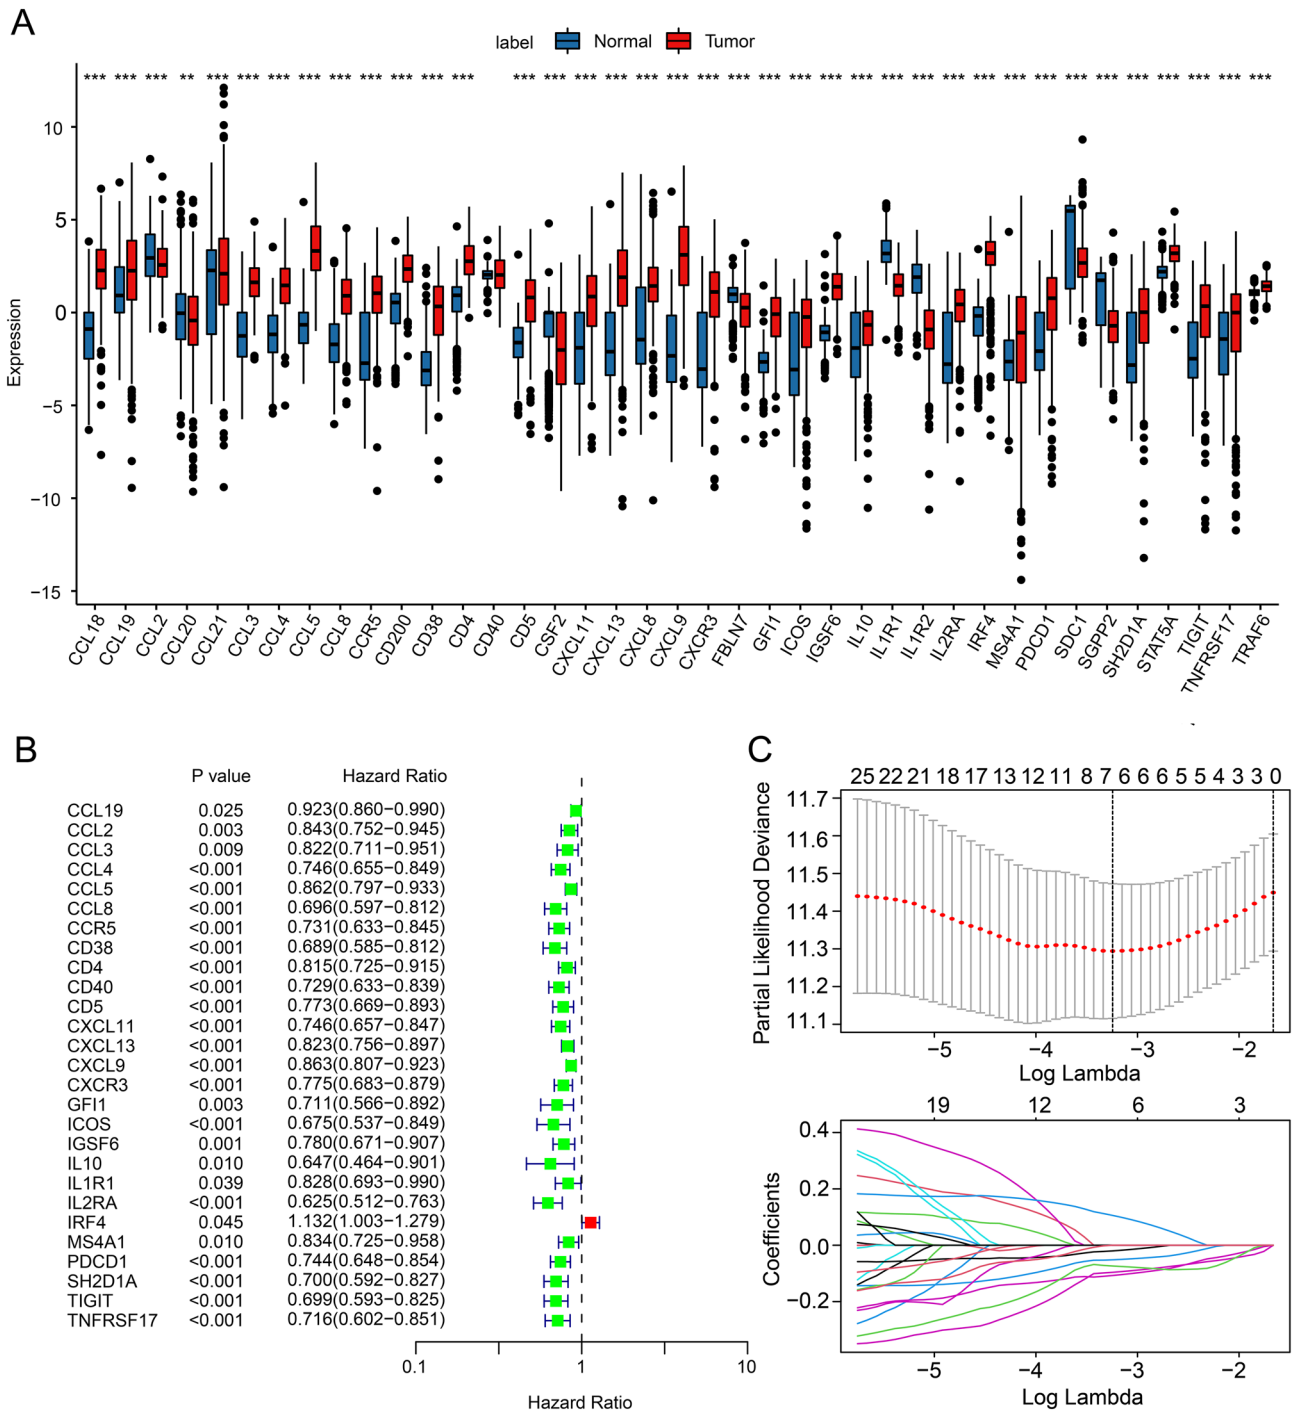 A
label Normal Tumor
*** *** *** ** *** *** *** *** *** *** *** *** *** *** *** *** *** *** *** *** *** *** *** *** *** *** *** *** *** *** *** *** *** *** *** *** *** ***
Expression
10
5
0
−5
−10
−15
CCL18 CCL19 CCL2 CCL20 CCL21 CCL3 CCL4 CCL5 CCL8 CCR5 CD200 CD38 CD4 CD40 CD5 CSF2 CXCL11 CXCL13 CXCL8 CXCL9 CXCR3 FBLN7 GFI1 ICOS IGSF6 IL10 IL1R1 IL1R2 IL2RA IRF4 MS4A1 PDCD1 SDC1 SGPP2 SH2D1A STAT5A TIGIT TNFRSF17 TRAF6
B
P value Hazard Ratio
CCL19 0.025 0.923(0.860−0.990)
CCL2 0.003 0.843(0.752−0.945)
CCL3 0.009 0.822(0.711−0.951)
CCL4 <0.001 0.746(0.655−0.849)
CCL5 <0.001 0.862(0.797−0.933)
CCL8 <0.001 0.696(0.597−0.812)
CCR5 <0.001 0.731(0.633−0.845)
CD38 <0.001 0.689(0.585−0.812)
CD4 <0.001 0.815(0.725−0.915)
CD40 <0.001 0.729(0.633−0.839)
CD5 <0.001 0.773(0.669−0.893)
CXCL11 <0.001 0.746(0.657−0.847)
CXCL13 <0.001 0.823(0.756−0.897)
CXCL9 <0.001 0.863(0.807−0.923)
CXCR3 <0.001 0.775(0.683−0.879)
GFI1 0.003 0.711(0.566−0.892)
ICOS <0.001 0.675(0.537−0.849)
IGSF6 0.001 0.780(0.671−0.907)
IL10 0.010 0.647(0.464−0.901)
IL1R1 0.039 0.828(0.693−0.990)
IL2RA <0.001 0.625(0.512−0.763)
IRF4 0.045 1.132(1.003−1.279)
MS4A1 0.010 0.834(0.725−0.958)
PDCD1 <0.001 0.744(0.648−0.854)
SH2D1A <0.001 0.700(0.592−0.827)
TIGIT <0.001 0.699(0.593−0.825)
TNFRSF17 <0.001 0.716(0.602−0.851)
0.1 1 10
Hazard Ratio
C
25 22 21 18 17 13 12 11 8 7 6 6 6 5 5 4 3 3 0
Partial Likelihood Deviance
11.7
11.6
11.5
11.4
11.3
11.2
11.1
−5 −4 −3 −2
Log Lambda
19 12 6 3
Coefficients
0.4
0.2
0.0
−0.2
−5 −4 −3 −2
Log Lambda